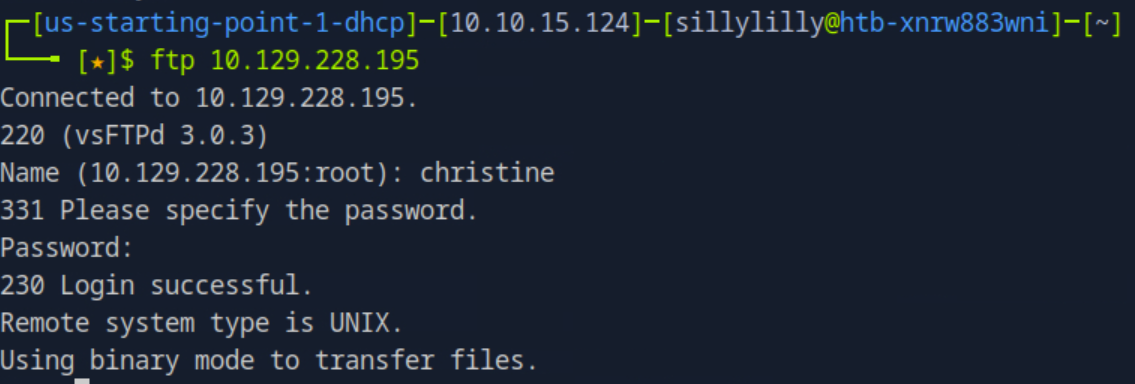 ┌─[us-starting-point-1-dhcp]─[10.10.15.124]─[sillylilly@htb-xnrw883wni]─[~]
└──╼ [★]$ ftp 10.129.228.195
Connected to 10.129.228.195.
220 (vsFTPd 3.0.3)
Name (10.129.228.195:root): christine
331 Please specify the password.
Password:
230 Login successful.
Remote system type is UNIX.
Using binary mode to transfer files.